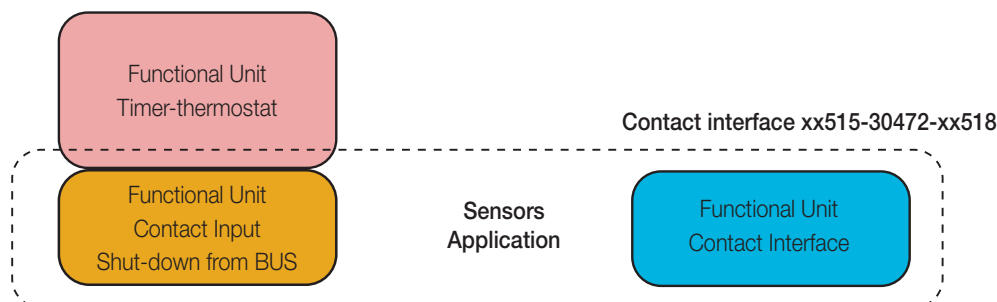 Functional Unit
Timer-thermostat
Contact interface xx515-30472-xx518
Functional Unit
Contact Input
Shut-down from BUS
Sensors
Application
Functional Unit
Contact Interface